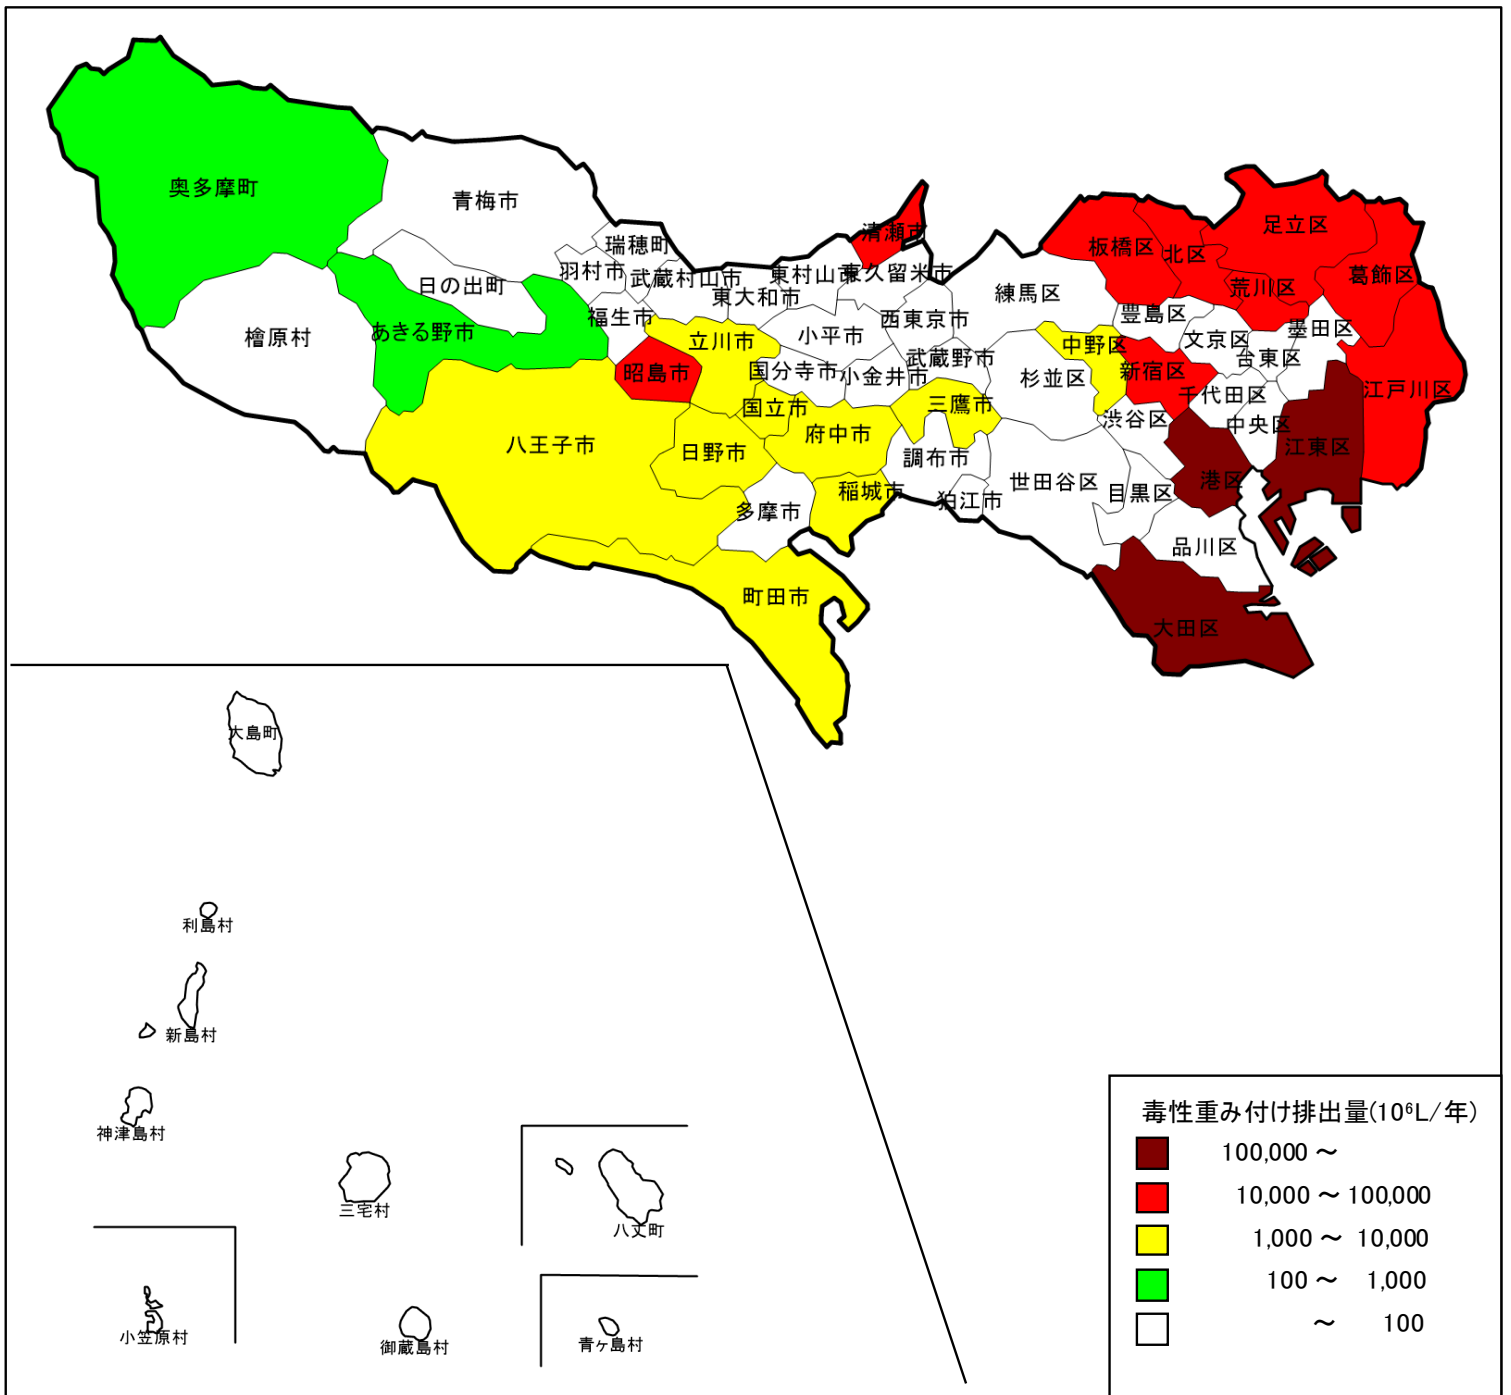 奥多摩町
青梅市
瑞穂町
羽村市
武蔵村山市
東村山市
清瀬市
東久留米市
日の出町
東大和市
福生市
檜原村
あきる野市
立川市
小平市
西東京市
練馬区
昭島市
国分寺市
小金井市
武蔵野市
杉並区
中野区
豊島区
板橋区
北区
足立区
荒川区
葛飾区
墨田区
文京区
台東区
新宿区
千代田区
江戸川区
国立市
三鷹市
渋谷区
中央区
江東区
八王子市
日野市
府中市
調布市
稲城市
狛江市
世田谷区
目黒区
港区
多摩市
品川区
町田市
大田区
大島町
利島村
新島村
神津島村
三宅村
八丈町
小笠原村
御蔵島村
青ヶ島村
毒性重み付け排出量(10⁶L/年)
100,000 ～
10,000 ～ 100,000
1,000 ～ 10,000
100 ～ 1,000
～ 100